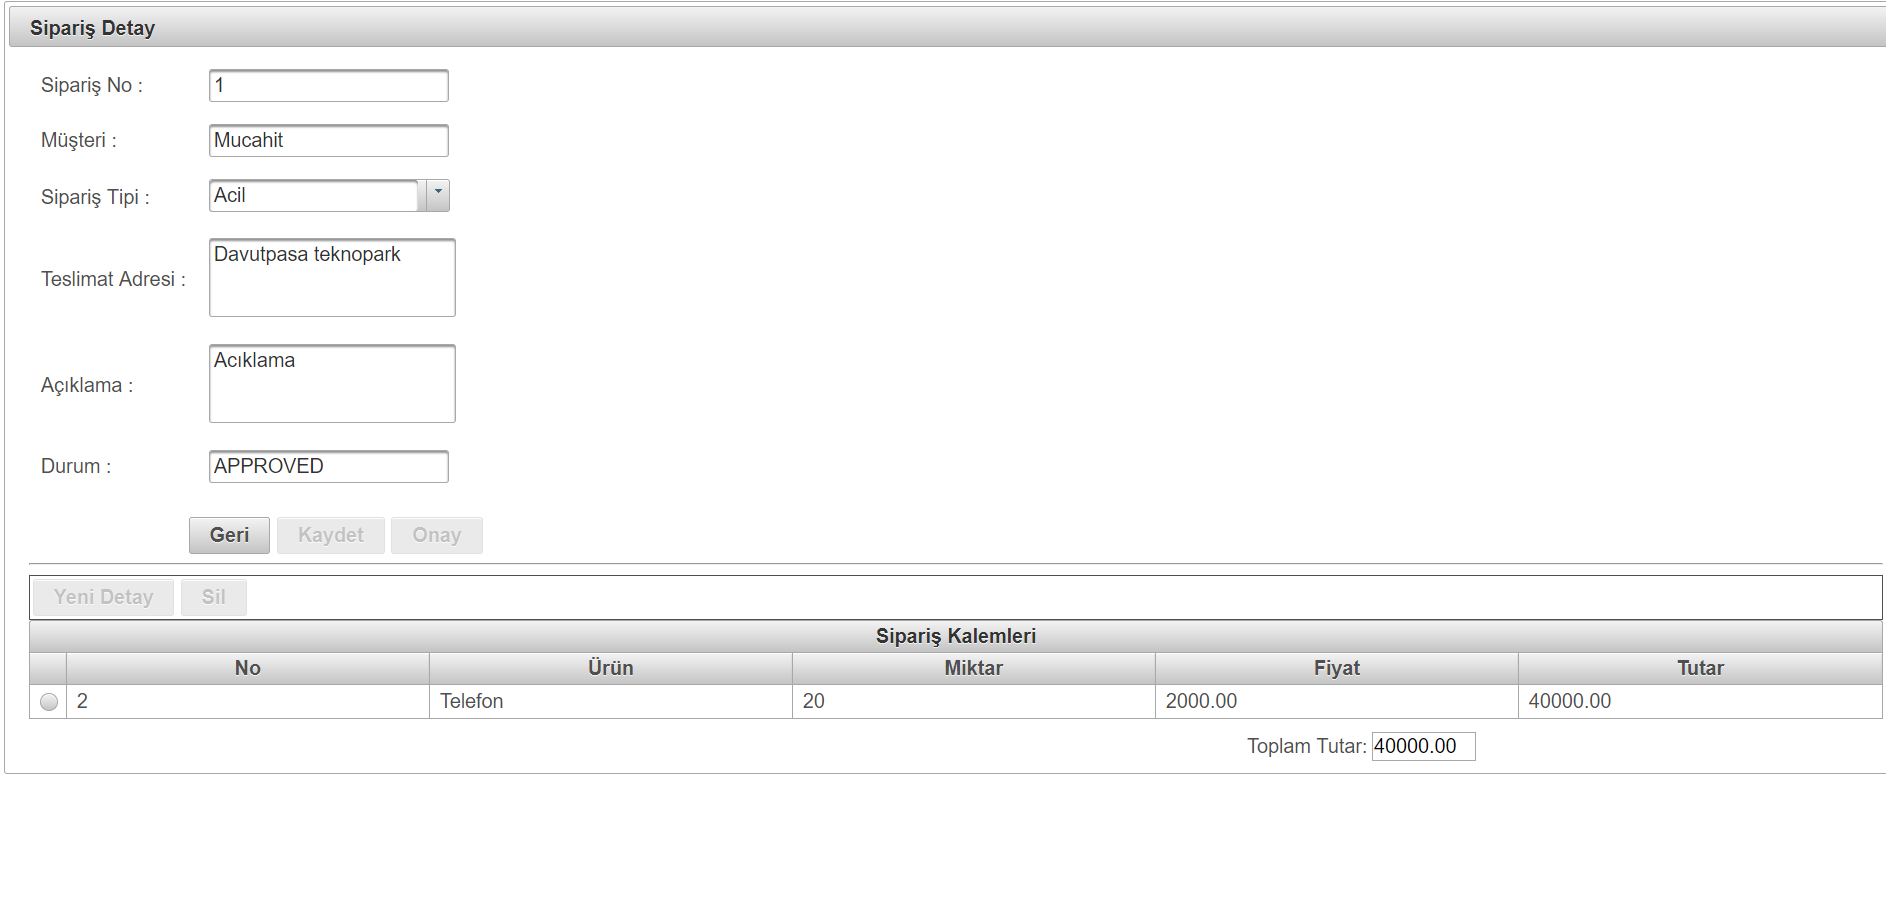 Sipariş Detay
Sipariş No : 1
Müşteri : Mucahit
Sipariş Tipi : Acil
Teslimat Adresi : Davutpasa teknopark
Açıklama : Acıklama
Durum : APPROVED
Geri Kaydet Onay
Yeni Detay Sil
Sipariş Kalemleri
No Ürün Miktar Fiyat Tutar
2 Telefon 20 2000.00 40000.00
Toplam Tutar: 40000.00